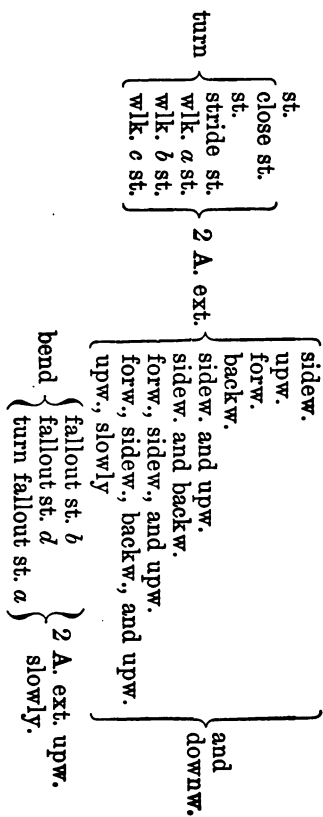 st.
close st.
st.
turn { stride st.
wlk. a st.
wlk. b st.
wlk. c st. } 2 A. ext. {
sidew.
upw.
forw.
backw.
sidew. and upw.
sidew. and backw.
forw., sidew., and upw.
forw., sidew., backw., and upw.
upw., slowly
} and
downw.
bend { fallout st. b
fallout st. d
turn fallout st. a } 2 A. ext. upw.
slowly.